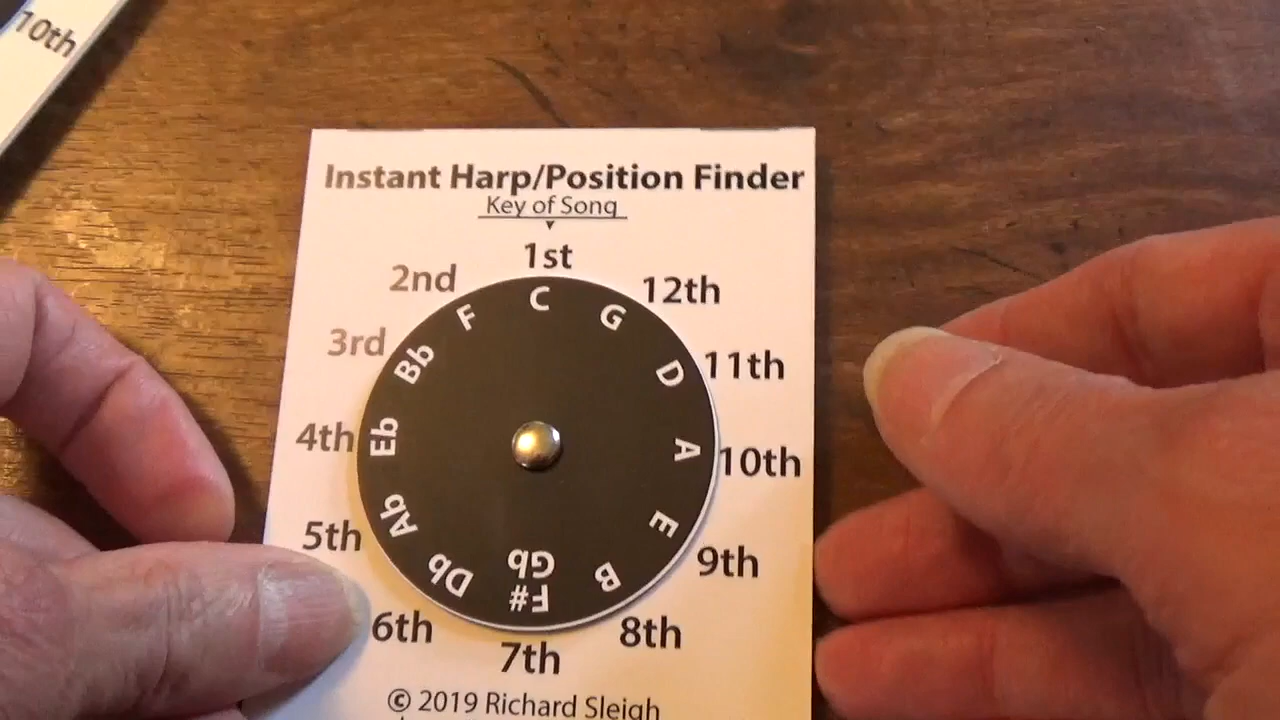 10th
Instant Harp/Position Finder
Key of Song
1st
2nd
12th
C
F
G
3rd
Bb
D
11th
4th
Eb
A
10th
5th
Ab
E
9th
Db
Gb
F#
B
6th
8th
7th
© 2019 Richard Sleigh